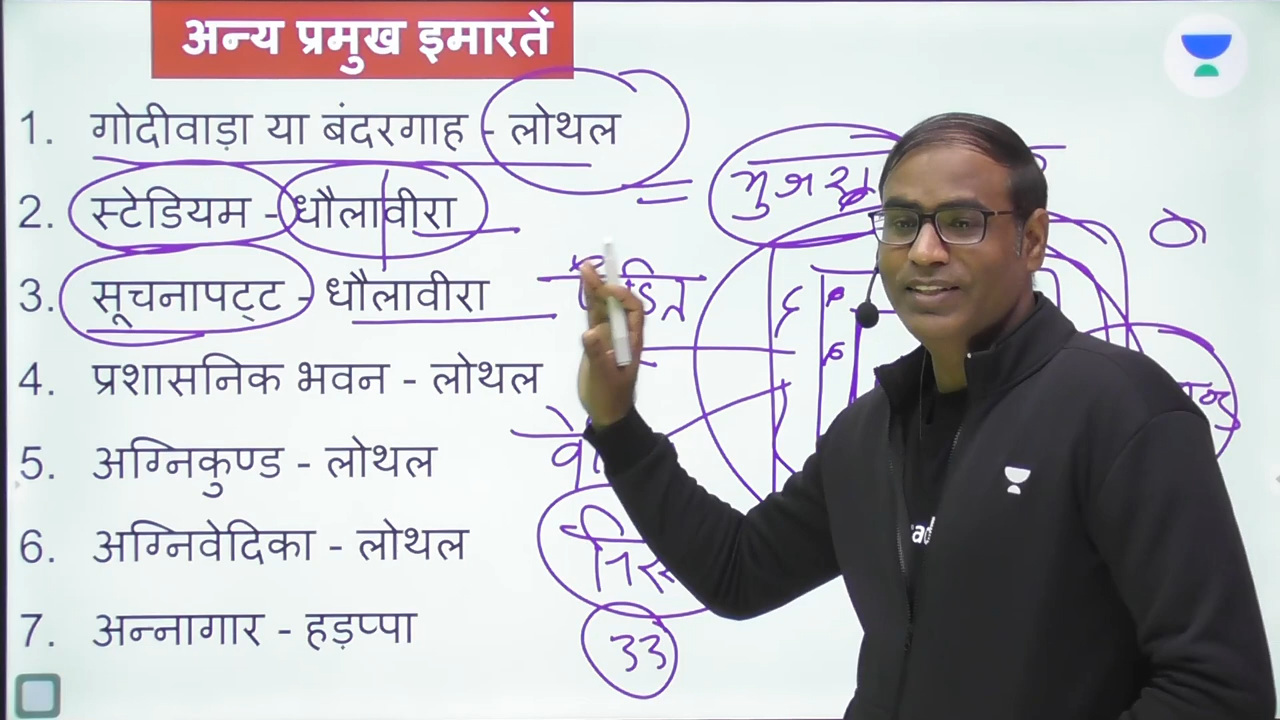 अन्य प्रमुख इमारतें
1. गोदीवाड़ा या बंदरगाह - लोथल
2. स्टेडियम - धौलावीरा
3. सूचनापट्ट - धौलावीरा
4. प्रशासनिक भवन - लोथल
5. अग्निकुण्ड - लोथल
6. अग्निवेदिका - लोथल
7. अन्नागार - हड़प्पा
33